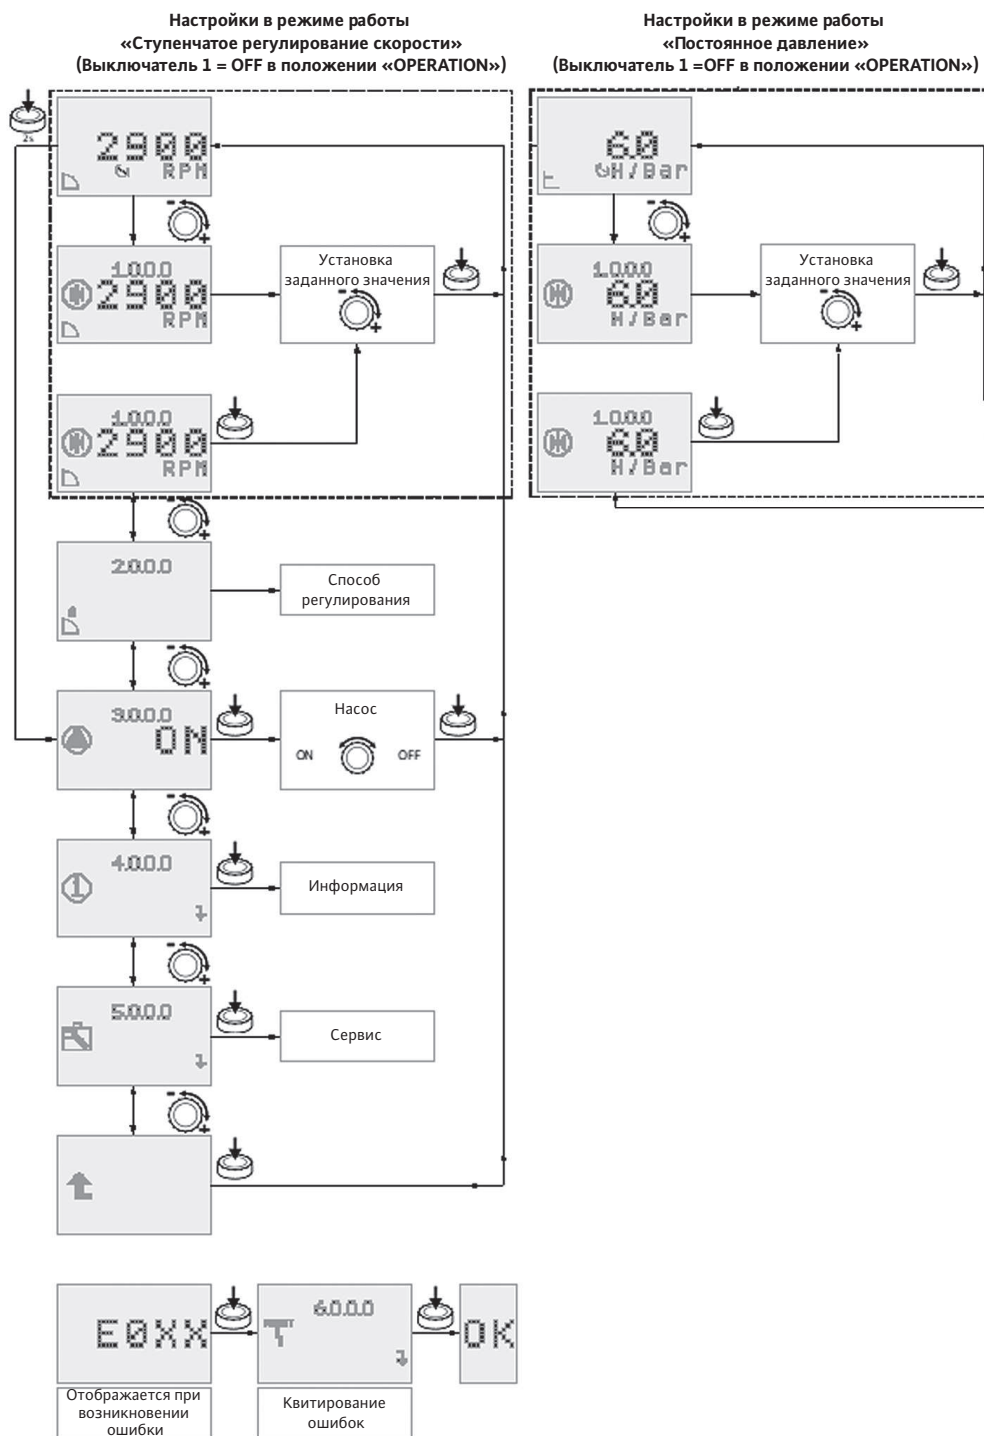 Настройки в режиме работы
«Ступенчатое регулирование скорости»
(Выключатель 1 = OFF в положении «OPERATION»)
Настройки в режиме работы
«Постоянное давление»
(Выключатель 1 =OFF в положении «OPERATION»)
2s
2900
RPM
1.0.0.0
2900
RPM
Установка
заданного значения
- +
1.0.0.0
2900
RPM
6.0
H/Bar
1.0.0.0
6.0
H/Bar
Установка
заданного значения
- +
1.0.0.0
6.0
H/Bar
- +
2.0.0.0
Способ
регулирования
- +
3.0.0.0
ON
Насос
ON OFF
- +
4.0.0.0
1
Информация
- +
5.0.0.0
Сервис
- +
E0XX
6.0.0.0
OK
Отображается при
возникновении
ошибки
Квитирование
ошибок